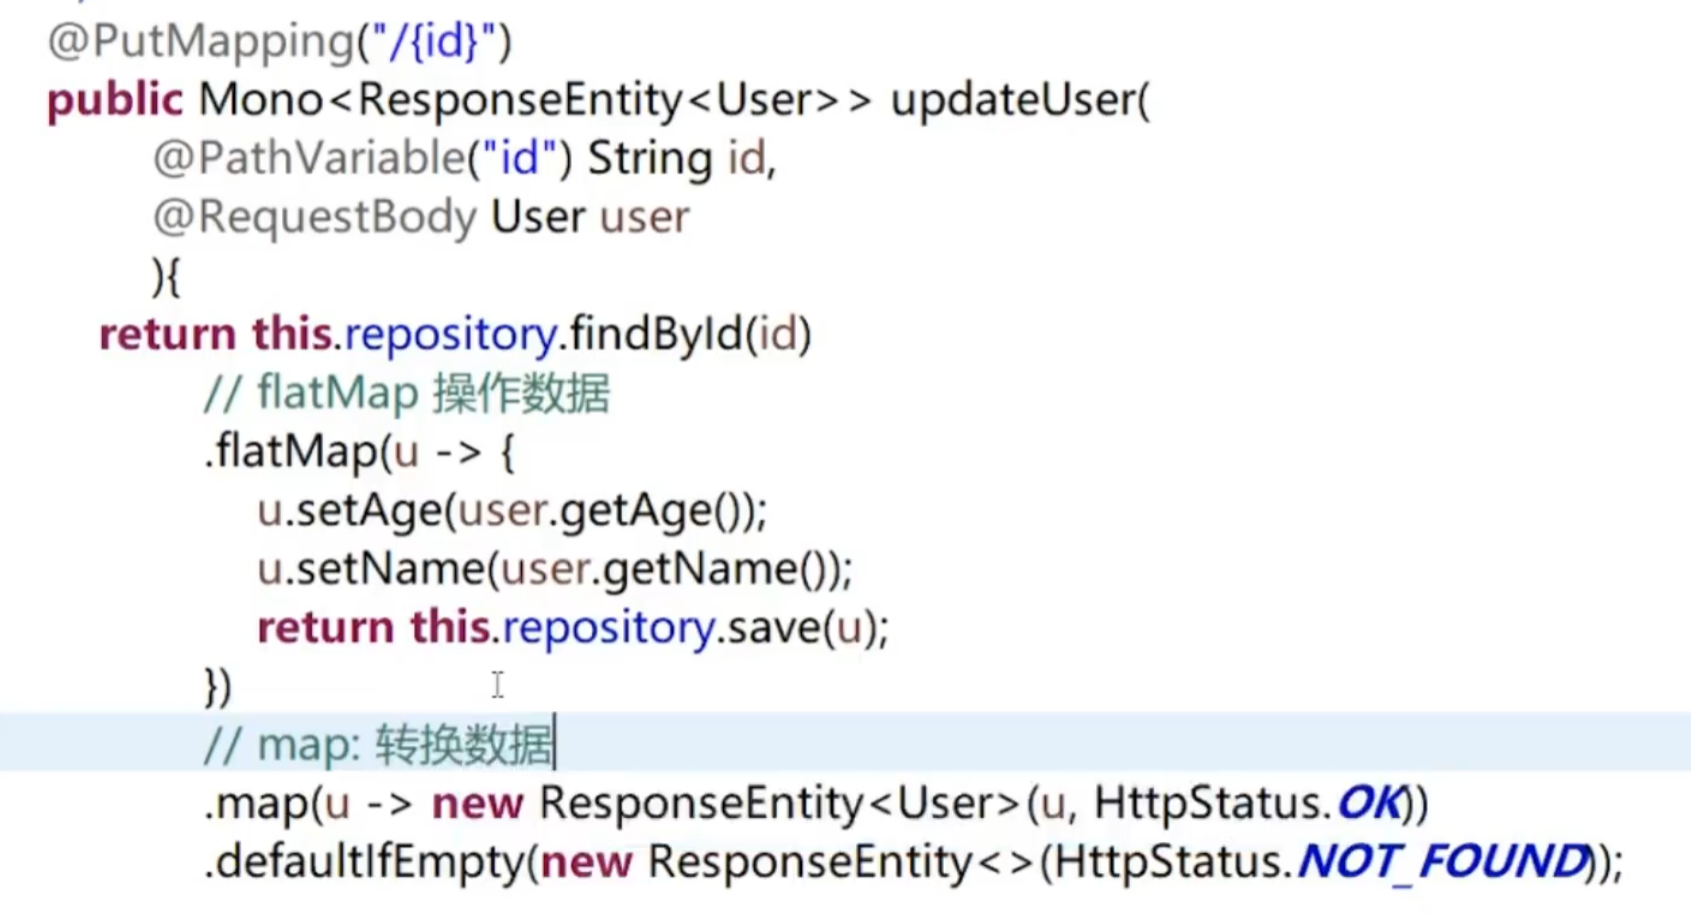 @PutMapping("/{id}")
public Mono<ResponseEntity<User>> updateUser(
@PathVariable("id") String id,
@RequestBody User user
){
return this.repository.findById(id)
// flatMap 操作数据
.flatMap(u -> {
u.setAge(user.getAge());
u.setName(user.getName());
return this.repository.save(u);
})
// map: 转换数据
.map(u -> new ResponseEntity<User>(u, HttpStatus.OK))
.defaultIfEmpty(new ResponseEntity<>(HttpStatus.NOT_FOUND));